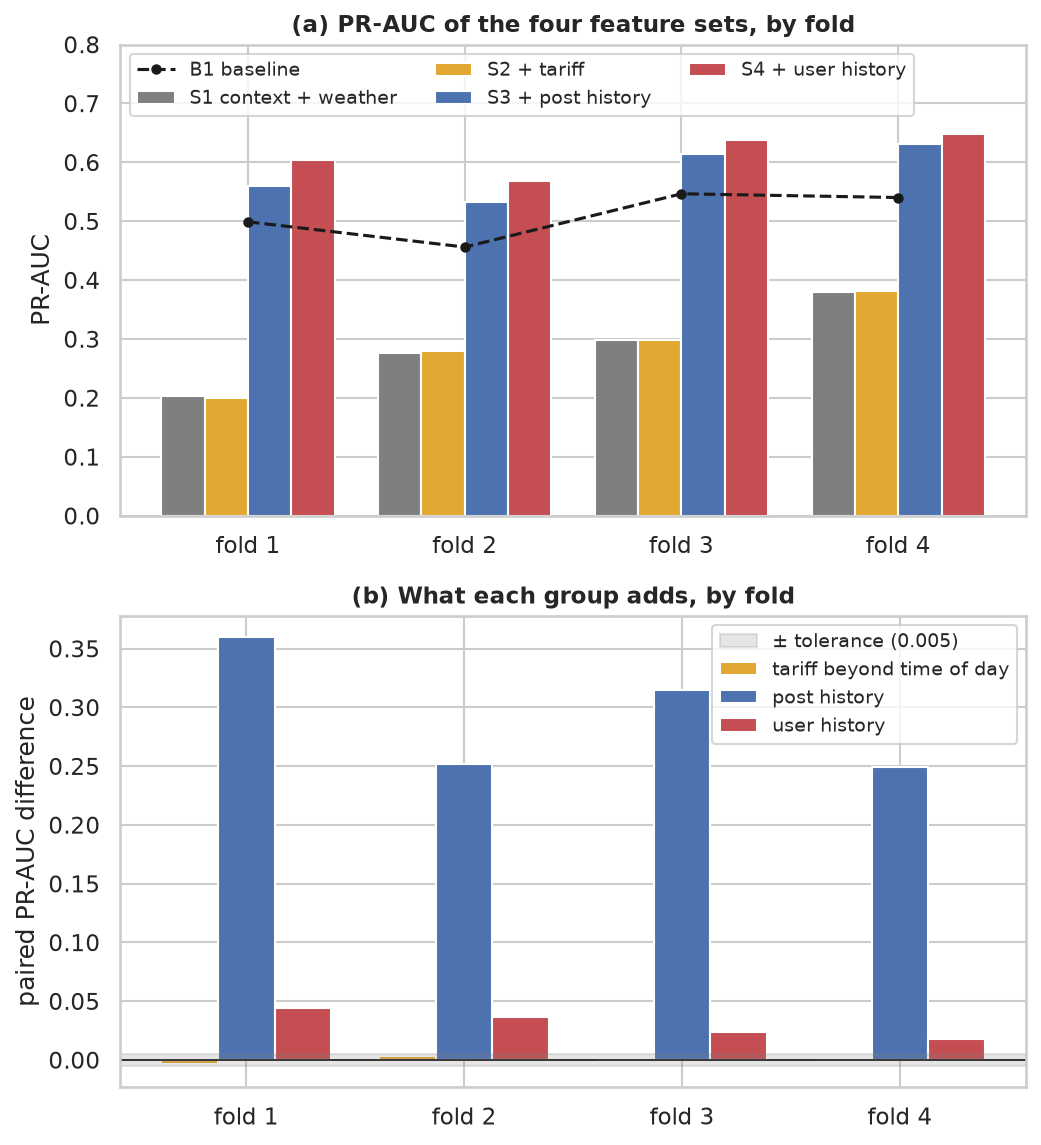 (a) PR-AUC of the four feature sets, by fold
0.8
0.7
0.6
0.5
0.4
0.3
0.2
0.1
0.0
PR-AUC
B1 baseline
S1 context + weather
S2 + tariff
S3 + post history
S4 + user history
fold 1
fold 2
fold 3
fold 4
(b) What each group adds, by fold
0.35
0.30
0.25
0.20
0.15
0.10
0.05
0.00
paired PR-AUC difference
± tolerance (0.005)
tariff beyond time of day
post history
user history
fold 1
fold 2
fold 3
fold 4